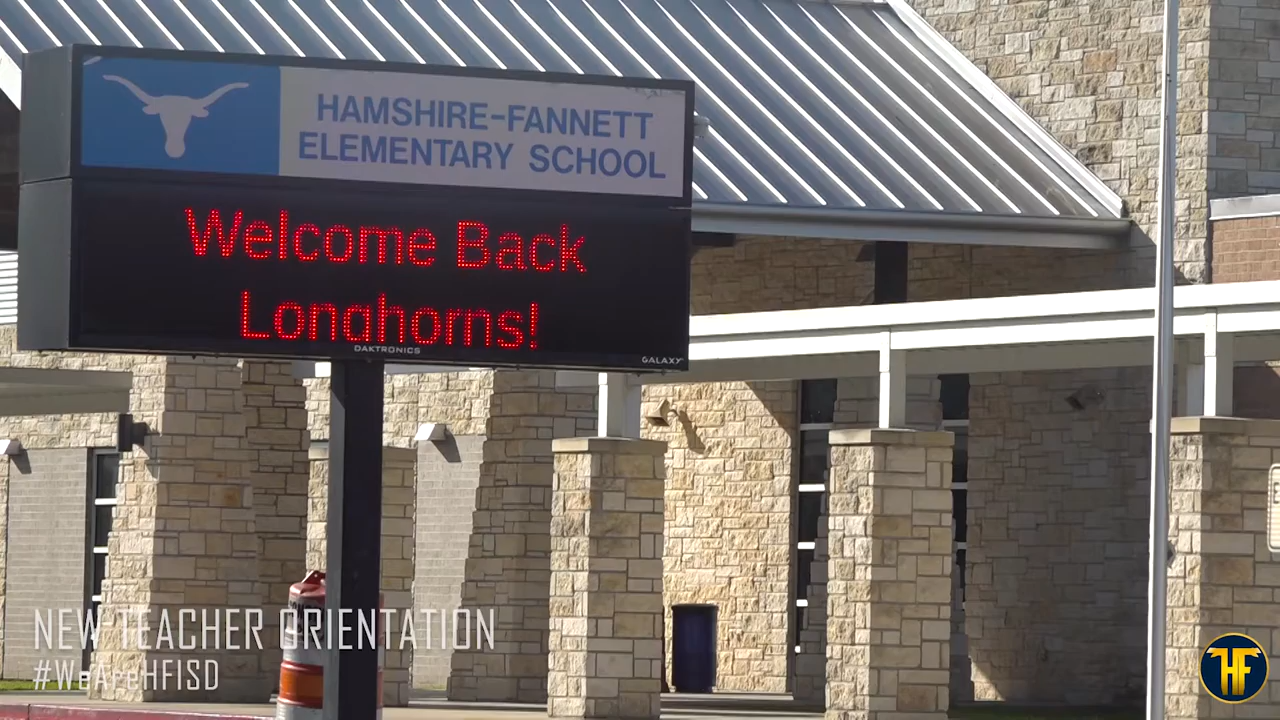 HAMSHIRE-FANNETT
ELEMENTARY SCHOOL
Welcome Back
Longhorns!
DAKTRONICS
GALAXY
NEW TEACHER ORIENTATION
#WeAreHFISD
HF